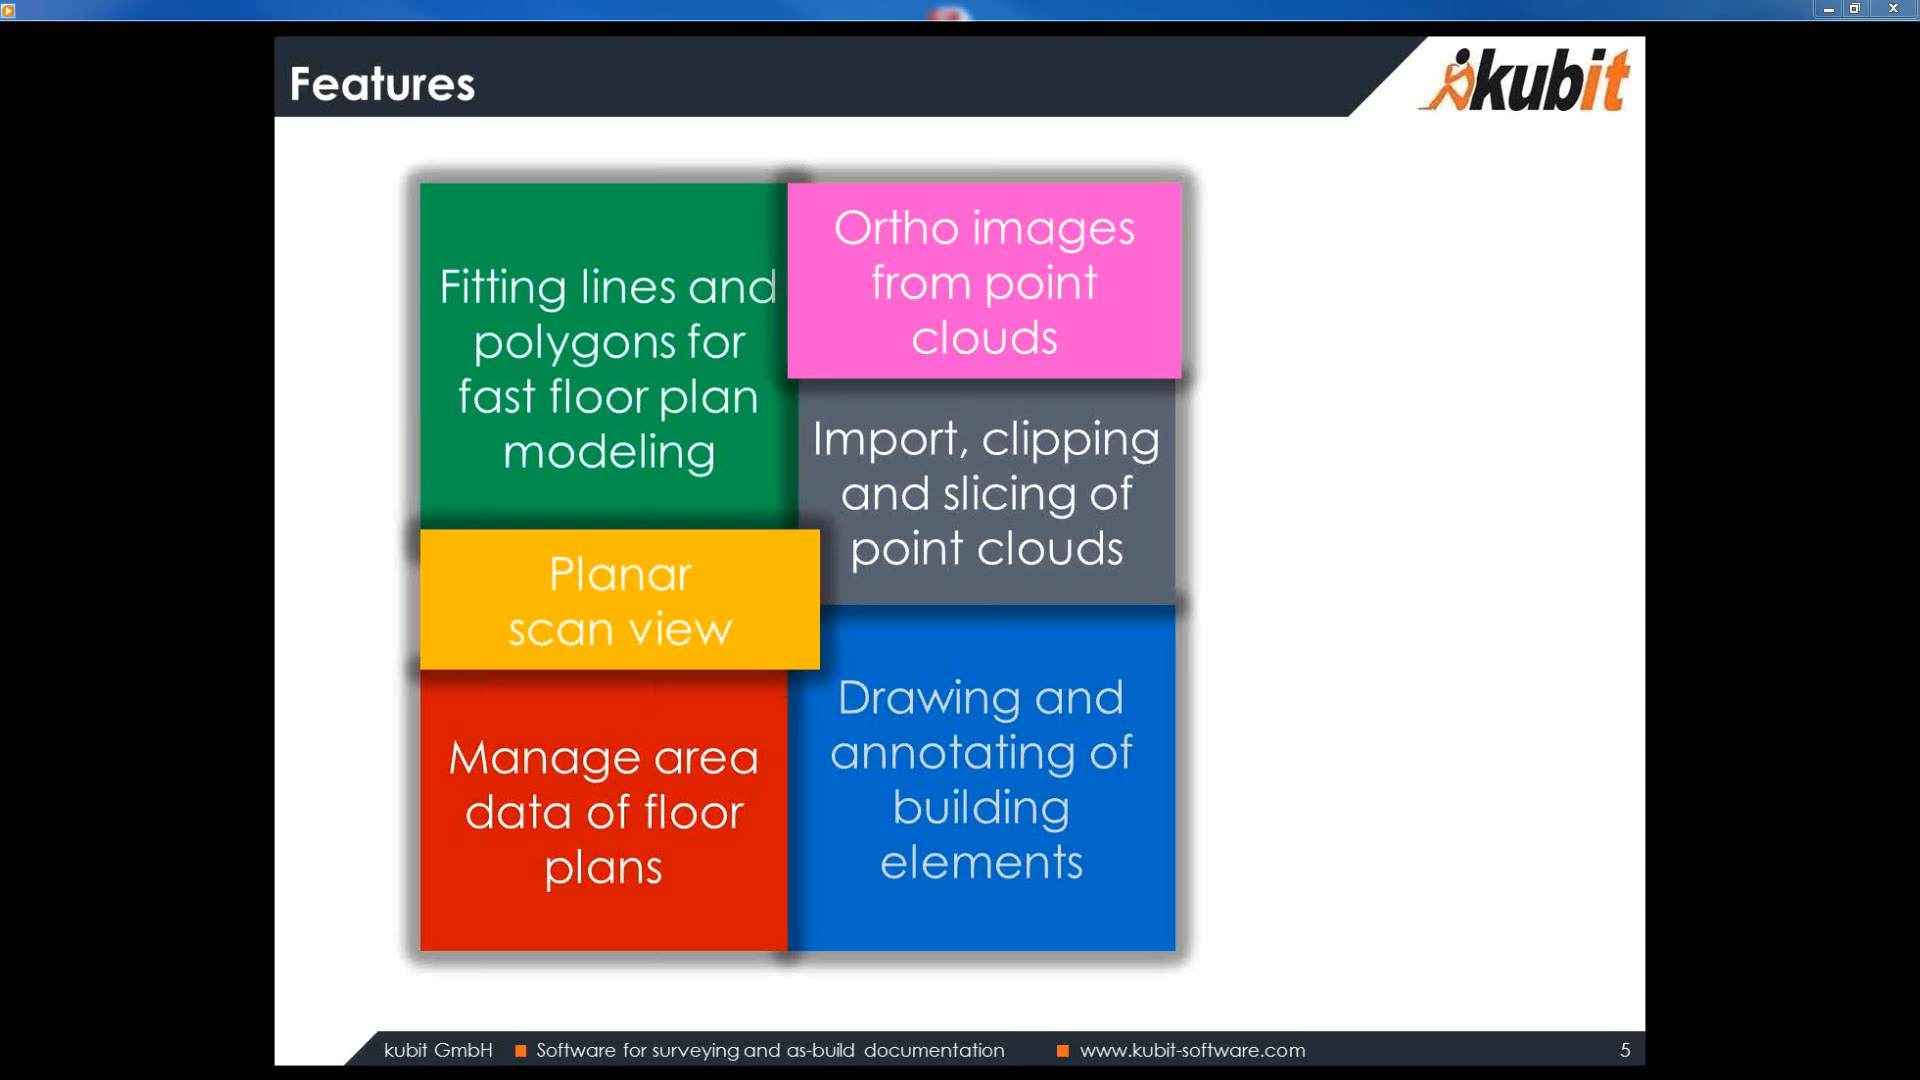 Features
kubit
Fitting lines and
polygons for
fast floor plan
modeling
Ortho images
from point
clouds
Import, clipping
and slicing of
point clouds
Planar
scan view
Manage area
data of floor
plans
Drawing and
annotating of
building
elements
kubit GmbH ■ Software for surveying and as-build documentation ■ www.kubit-software.com 5